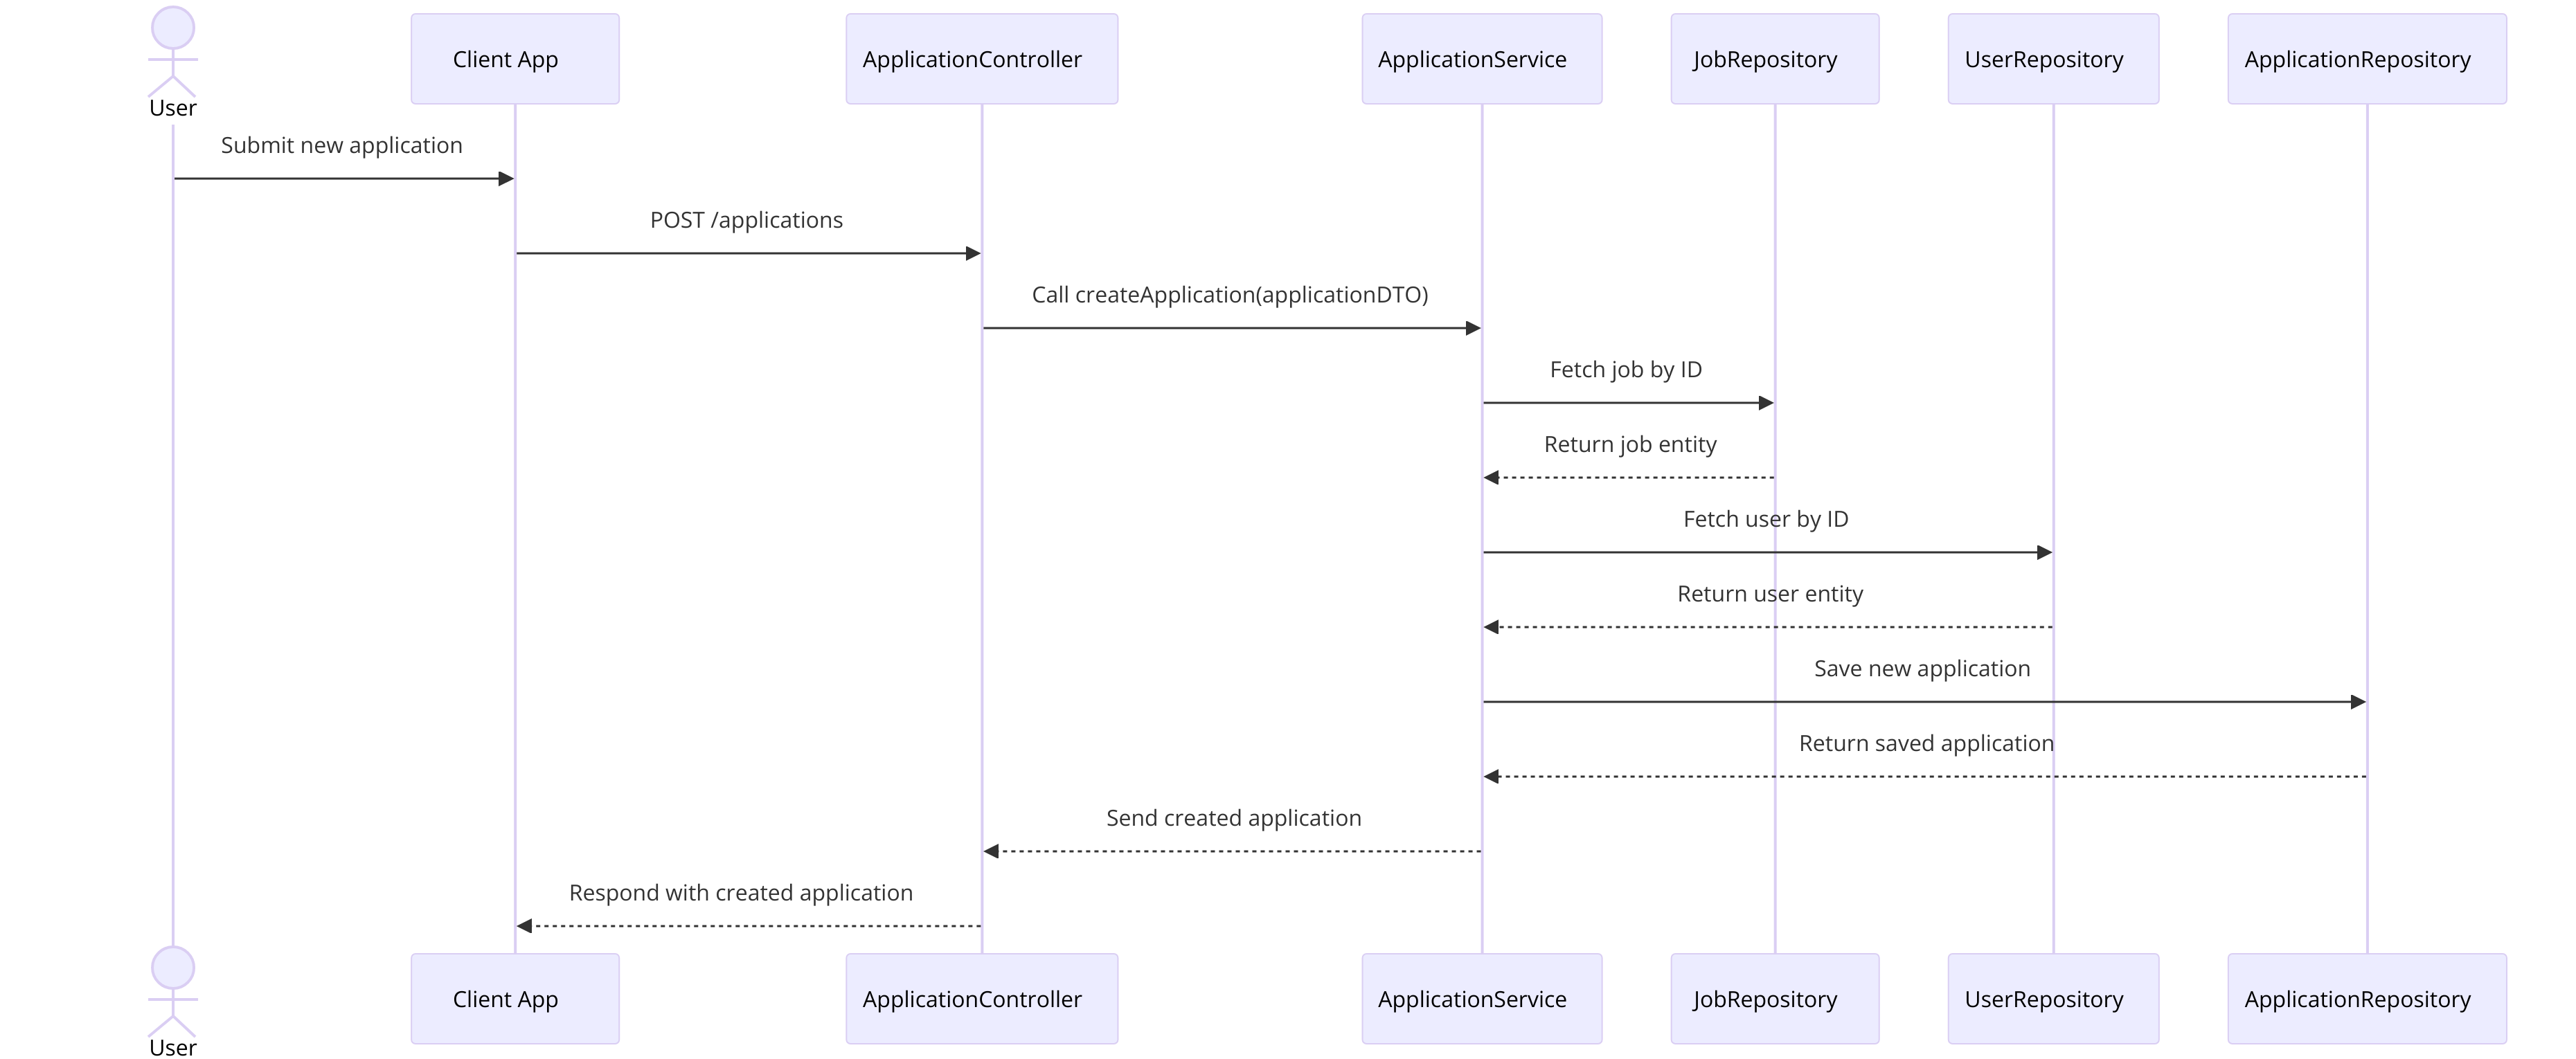 User
Client App
ApplicationController
ApplicationService
JobRepository
UserRepository
ApplicationRepository
Submit new application
POST /applications
Call createApplication(applicationDTO)
Fetch job by ID
Return job entity
Fetch user by ID
Return user entity
Save new application
Return saved application
Send created application
Respond with created application
User
Client App
ApplicationController
ApplicationService
JobRepository
UserRepository
ApplicationRepository